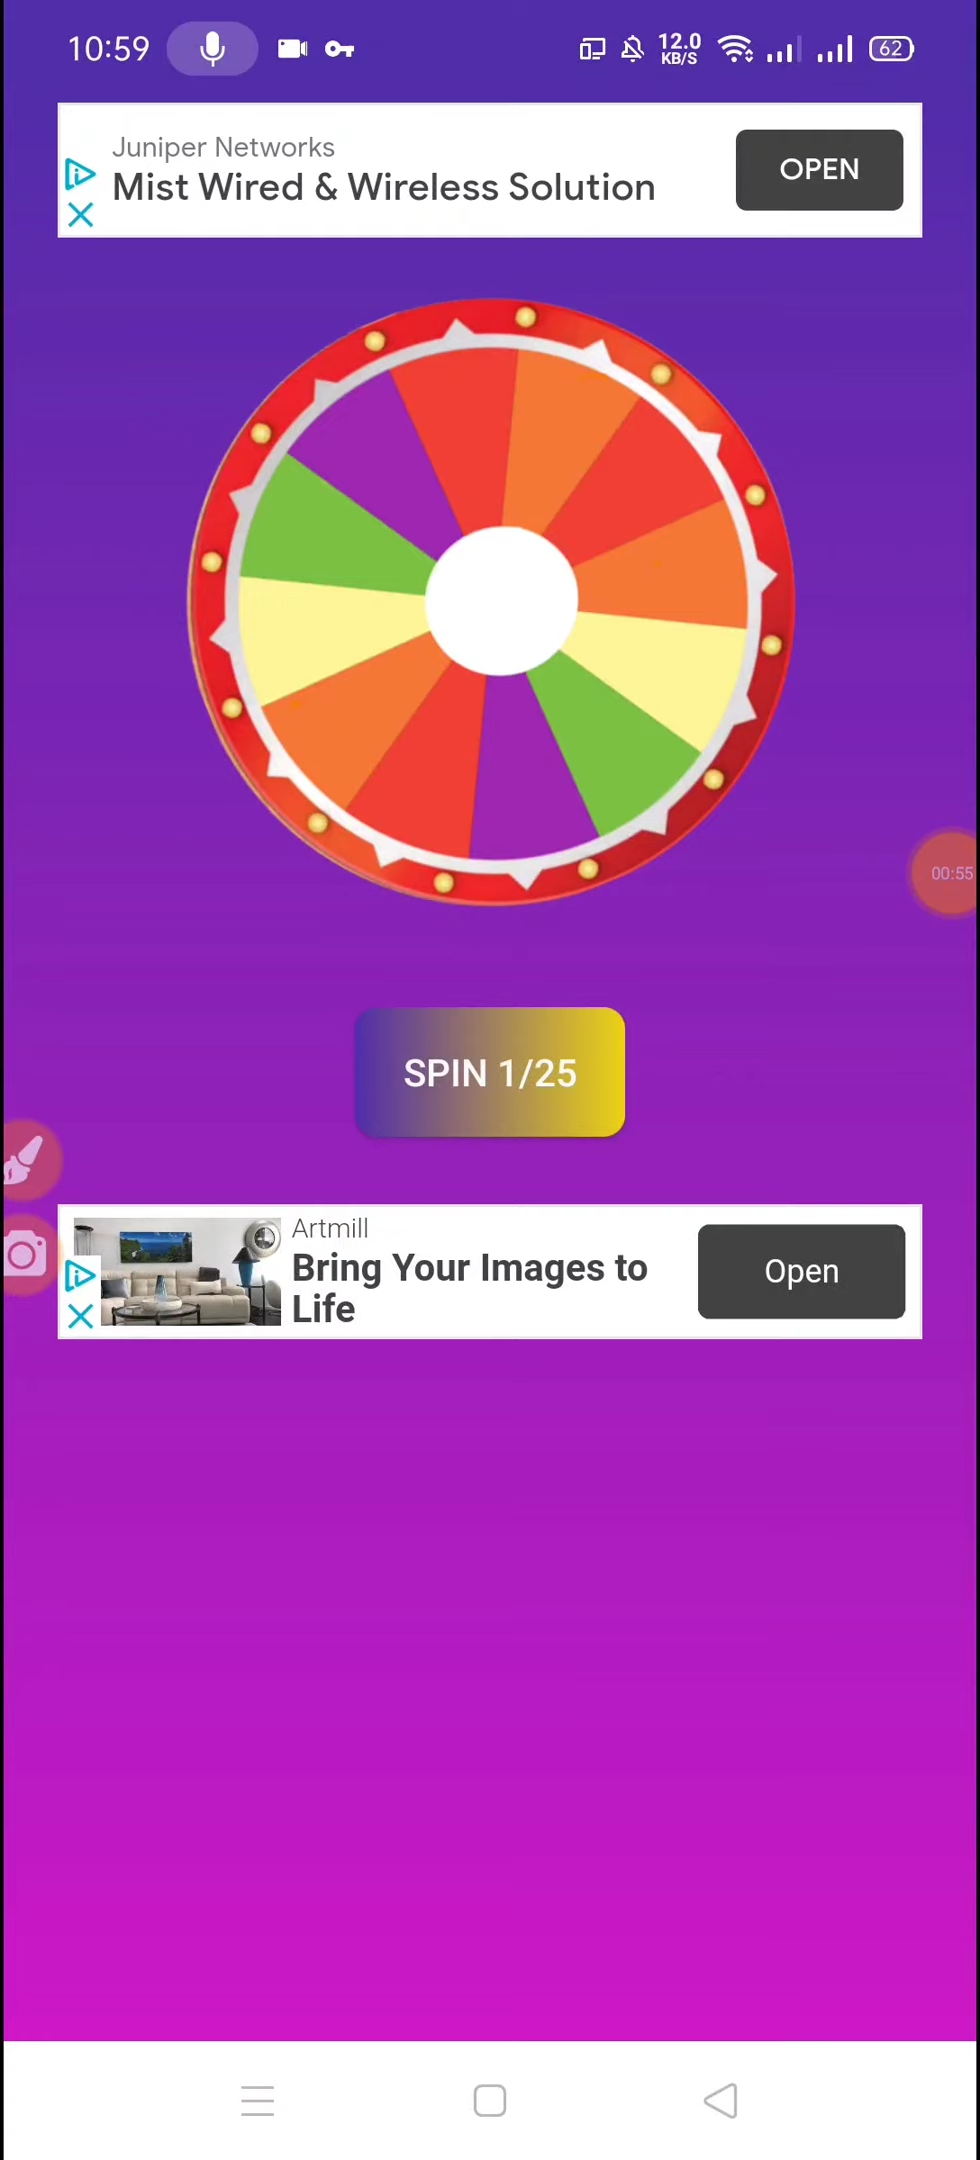 10:59
12.0
KB/S
62
Juniper Networks
Mist Wired & Wireless Solution
OPEN
00:55
SPIN 1/25
Artmill
Bring Your Images to
Life
Open